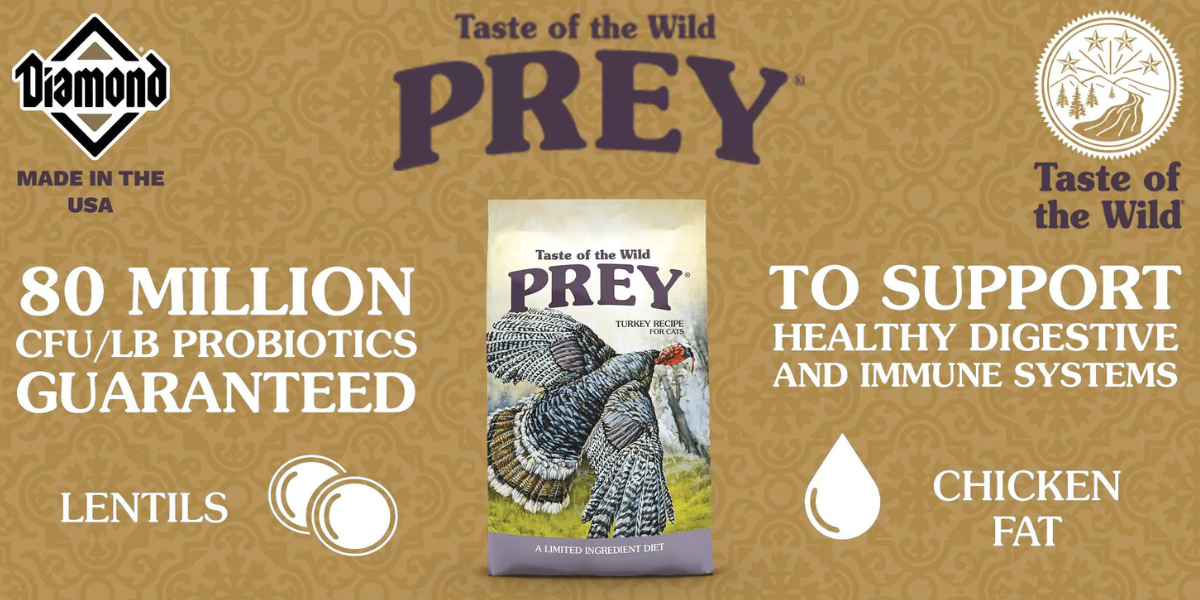 Taste of the Wild
PREY®
Diamond®
MADE IN THE
USA
Taste of
the Wild®
80 MILLION
CFU/LB PROBIOTICS
GUARANTEED
LENTILS
Taste of the Wild
PREY®
TURKEY RECIPE
FOR CATS
A LIMITED INGREDIENT DIET
TO SUPPORT
HEALTHY DIGESTIVE
AND IMMUNE SYSTEMS
CHICKEN
FAT